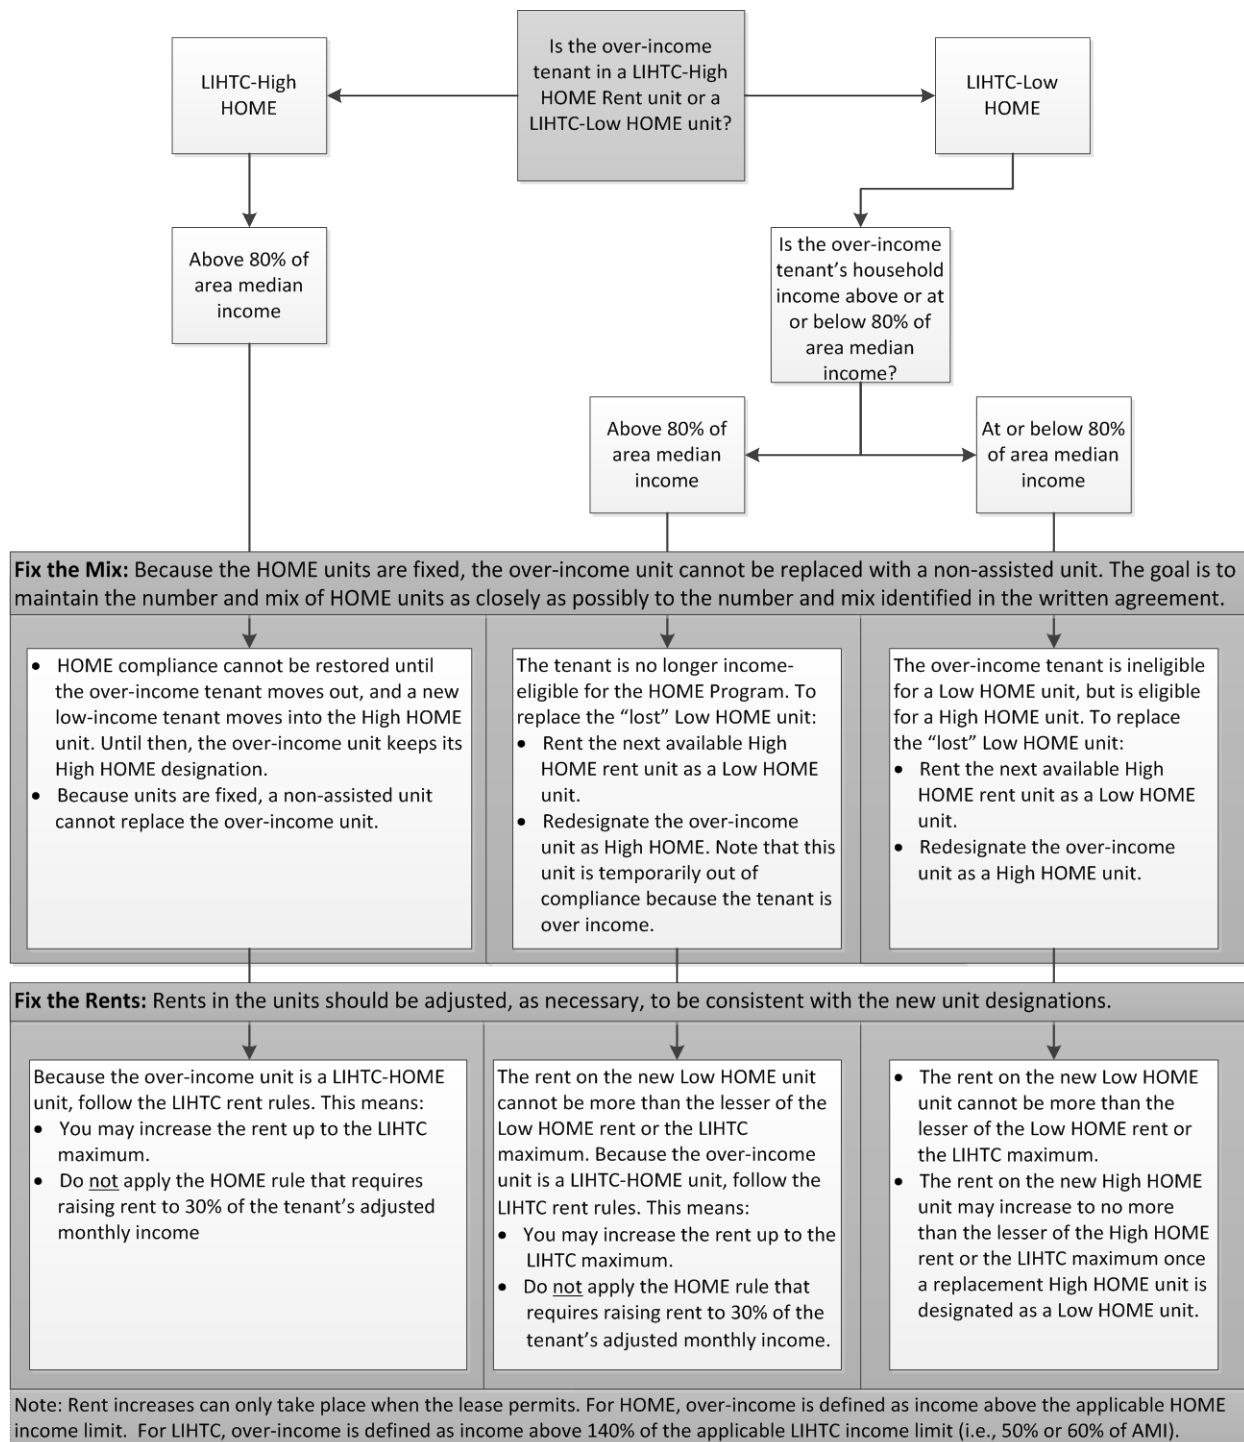 Is the over-income
tenant in a LIHTC-High
HOME Rent unit or a
LIHTC-Low HOME unit?
LIHTC-High
HOME
LIHTC-Low
HOME
Above 80% of
area median
income
Is the over-income
tenant’s household
income above or at
or below 80% of
area median
income?
Above 80% of
area median
income
At or below 80%
of area median
income
Fix the Mix: Because the HOME units are fixed, the over-income unit cannot be replaced with a non-assisted unit. The goal is to
maintain the number and mix of HOME units as closely as possibly to the number and mix identified in the written agreement.
• HOME compliance cannot be restored until
the over-income tenant moves out, and a new
low-income tenant moves into the High HOME
unit. Until then, the over-income unit keeps its
High HOME designation.
• Because units are fixed, a non-assisted unit
cannot replace the over-income unit.
The tenant is no longer income-
eligible for the HOME Program. To
replace the “lost” Low HOME unit:
• Rent the next available High
HOME rent unit as a Low HOME
unit.
• Redesignate the over-income
unit as High HOME. Note that this
unit is temporarily out of
compliance because the tenant is
over income.
The over-income tenant is ineligible
for a Low HOME unit, but is eligible
for a High HOME unit. To replace
the “lost” Low HOME unit:
• Rent the next available High
HOME rent unit as a Low HOME
unit.
• Redesignate the over-income
unit as a High HOME unit.
Fix the Rents: Rents in the units should be adjusted, as necessary, to be consistent with the new unit designations.
Because the over-income unit is a LIHTC-HOME
unit, follow the LIHTC rent rules. This means:
• You may increase the rent up to the LIHTC
maximum.
• Do not apply the HOME rule that requires
raising rent to 30% of the tenant’s adjusted
monthly income
The rent on the new Low HOME unit
cannot be more than the lesser of the
Low HOME rent or the LIHTC
maximum. Because the over-income
unit is a LIHTC-HOME unit, follow the
LIHTC rent rules. This means:
• You may increase the rent up to the
LIHTC maximum.
• Do not apply the HOME rule that
requires raising rent to 30% of the
tenant’s adjusted monthly income.
• The rent on the new Low HOME
unit cannot be more than the
lesser of the Low HOME rent or
the LIHTC maximum.
• The rent on the new High HOME
unit may increase to no more
than the lesser of the High HOME
rent or the LIHTC maximum once
a replacement High HOME unit is
designated as a Low HOME unit.
Note: Rent increases can only take place when the lease permits. For HOME, over-income is defined as income above the applicable HOME
income limit. For LIHTC, over-income is defined as income above 140% of the applicable LIHTC income limit (i.e., 50% or 60% of AMI).